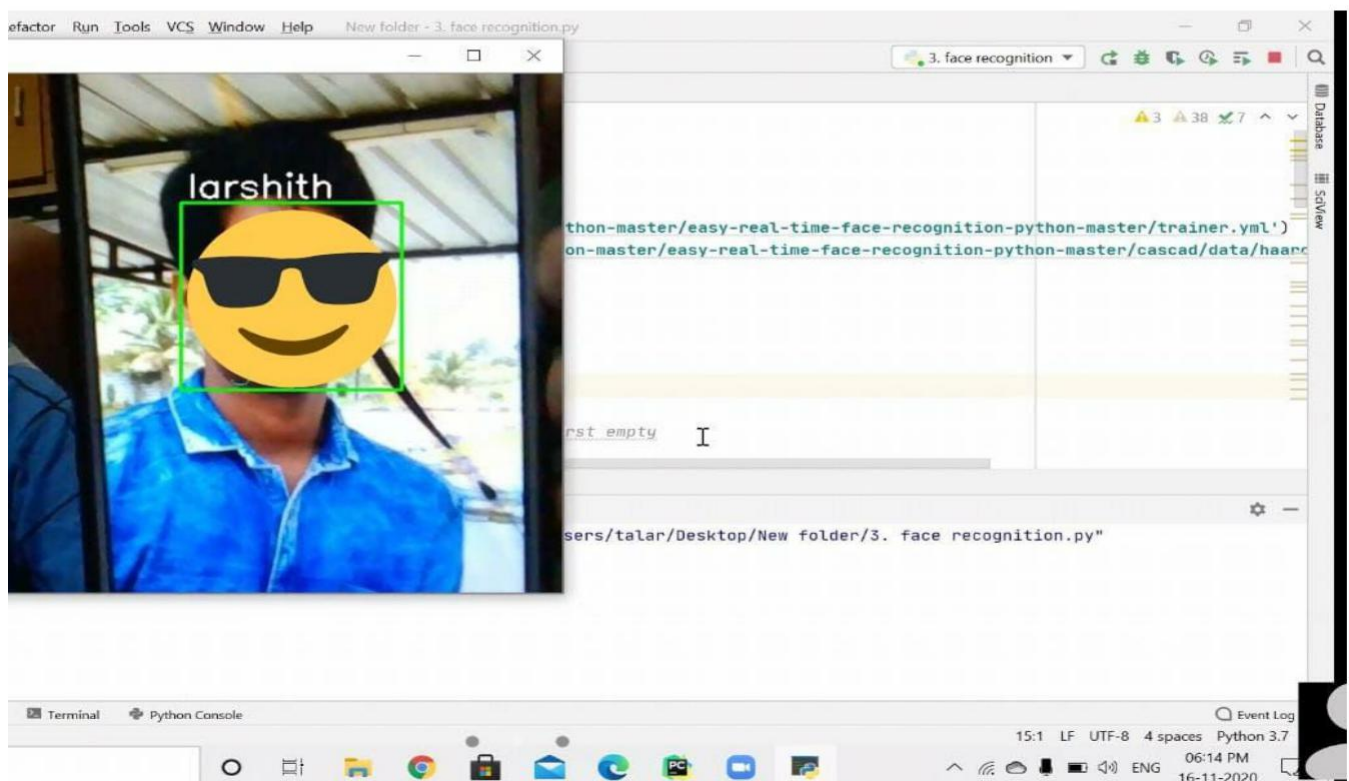 efactor Run Tools VCS Window Help New folder - 3. face recognition.py
3. face recognition
3 38 7
Database
SciView
larshith
thon-master/easy-real-time-face-recognition-python-master/trainer.yml')
on-master/easy-real-time-face-recognition-python-master/cascad/data/haarc
rst empty
sers/talar/Desktop/New folder/3. face recognition.py"
Terminal Python Console Event Log
15:1 LF UTF-8 4 spaces Python 3.7
PC
ENG 06:14 PM
16-11-2020